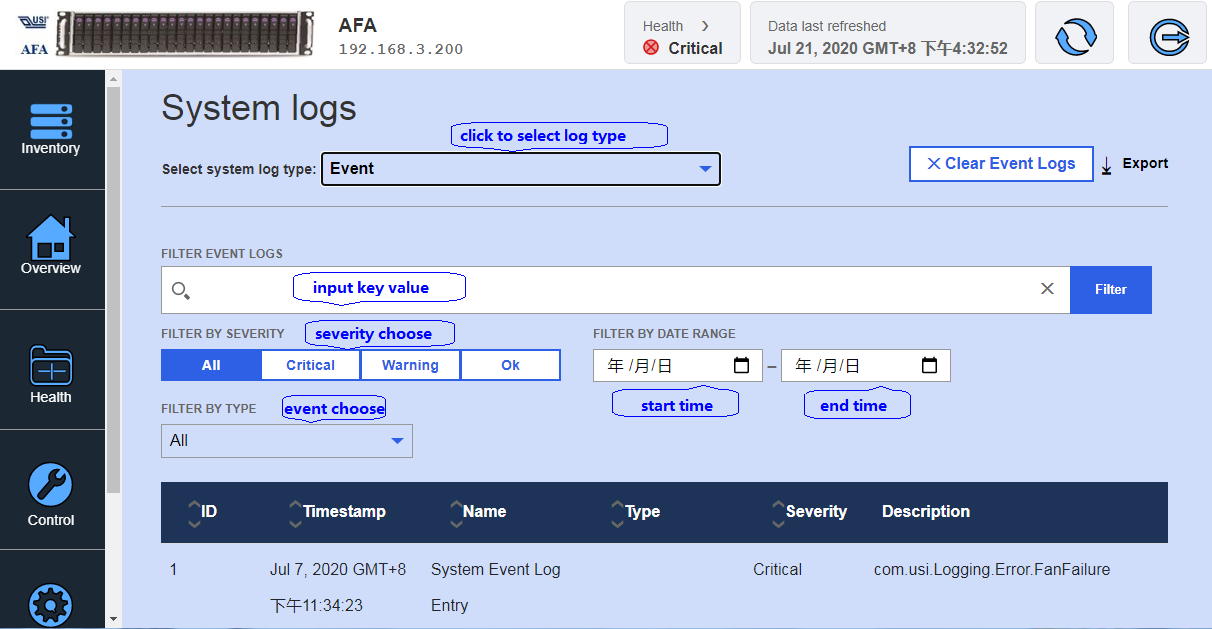 USI
AFA
AFA
192.168.3.200
Health
Critical
Data last refreshed
Jul 21, 2020 GMT+8 下午4:32:52
Inventory
Overview
Health
Control
System logs
click to select log type
Select system log type: Event
Clear Event Logs
Export
FILTER EVENT LOGS
input key value
Filter
FILTER BY SEVERITY
severity choose
All Critical Warning Ok
FILTER BY DATE RANGE
年 /月/日 – 年 /月/日
start time end time
FILTER BY TYPE
event choose
All
ID Timestamp Name Type Severity Description
1 Jul 7, 2020 GMT+8 System Event Log Critical com.usi.Logging.Error.FanFailure
下午11:34:23 Entry